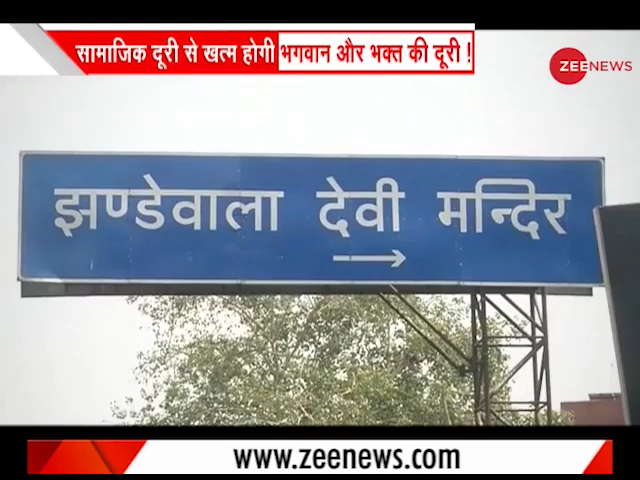 सामाजिक दूरी से खत्म होगी भगवान और भक्त की दूरी !
ZEENEWS
झण्डेवाला देवी मन्दिर
→
www.zeenews.com